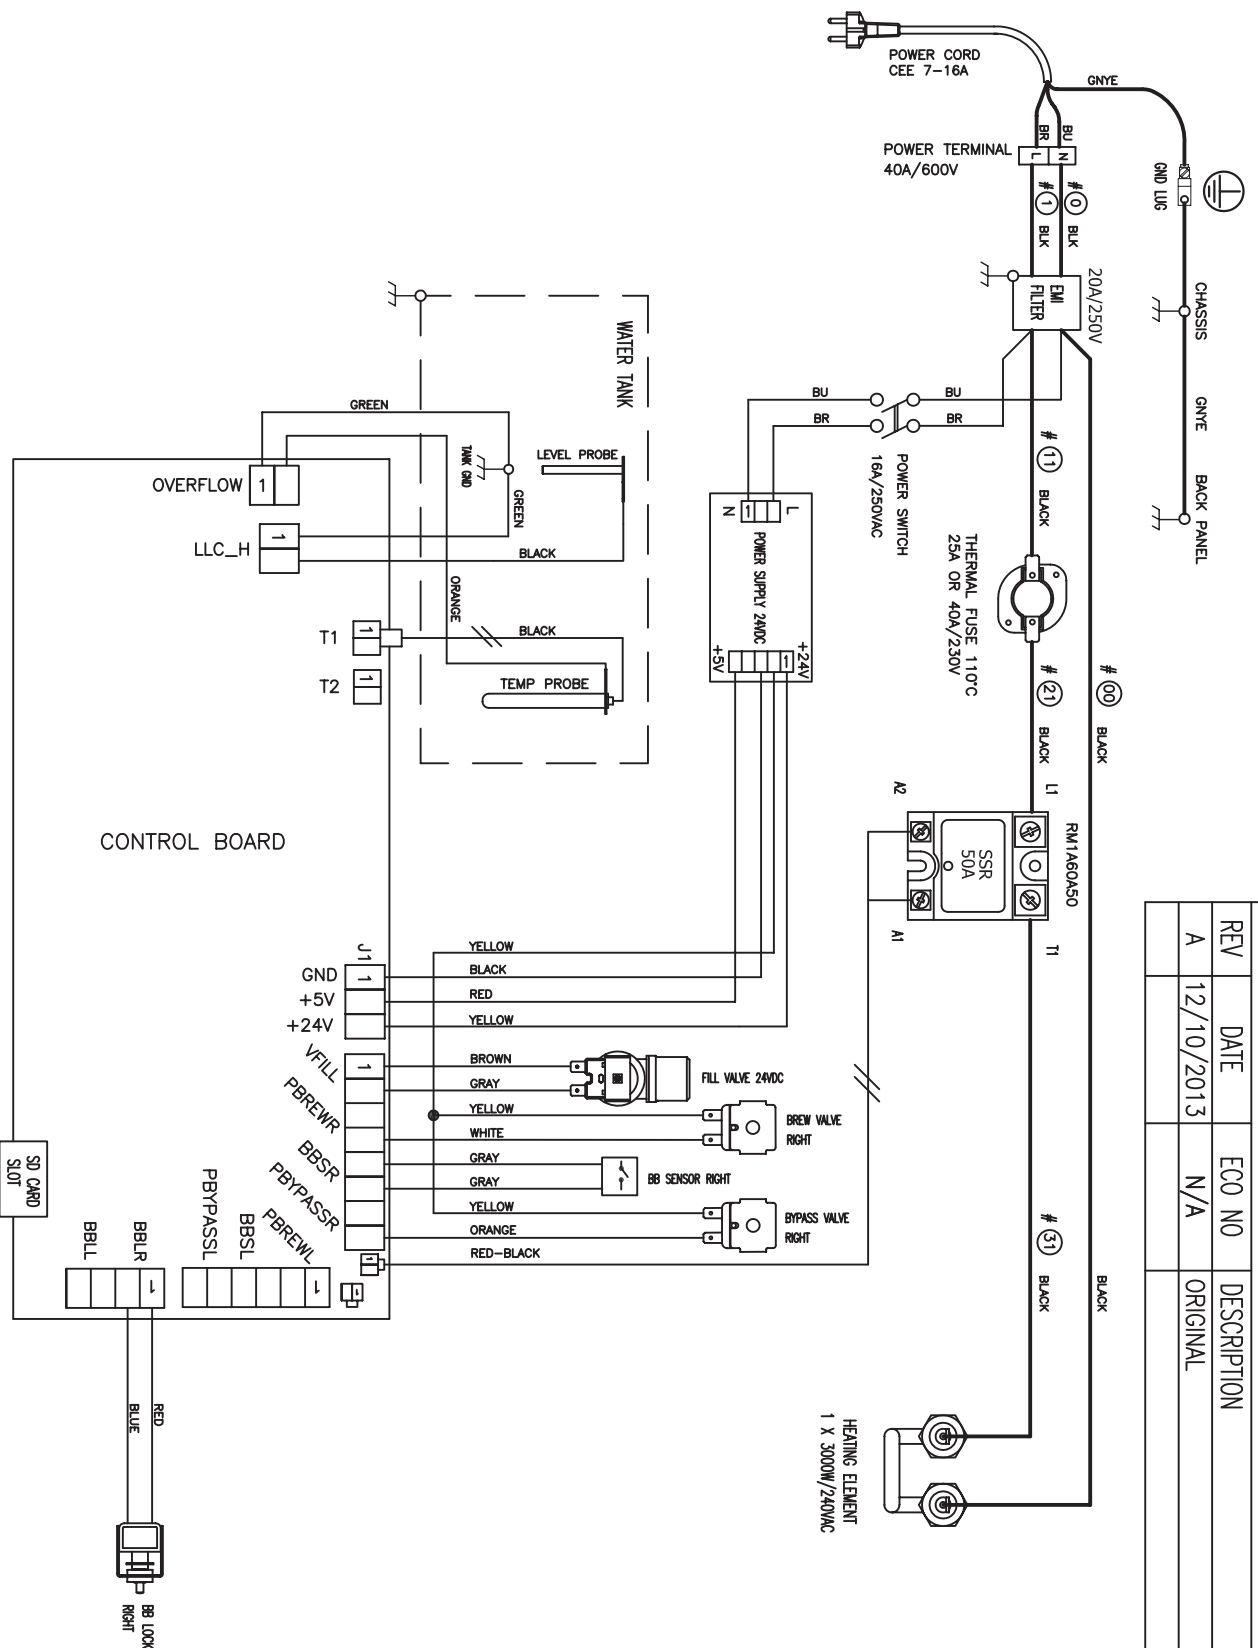 POWER CORD
CEE 7-16A
GNYE
BR
BU
POWER TERMINAL
40A/600V
L
N
GND LUG
# 1
# 0
BLK
BLK
20A/250V
EMI
FILTER
CHASSIS
GNYE
BACK PANEL
BU
BU
BR
BR
POWER SWITCH
16A/250VAC
# 11
BLACK
THERMAL FUSE 110°C
25A OR 40A/230V
# 21
BLACK
# 00
BLACK
WATER TANK
GREEN
TANK GND
LEVEL PROBE
GREEN
BLACK
ORANGE
BLACK
TEMP PROBE
OVERFLOW
1
LLC_H
1
T1
1
T2
1
N
1
L
POWER SUPPLY 24VDC
+5V
1
+24V
A2
L1
RM1A60A50
SSR
50A
A1
T1
CONTROL BOARD
J1
GND
1
+5V
+24V
YELLOW
BLACK
RED
YELLOW
VFILL
1
PBREWR
BBSR
PBYPASSR
BROWN
GRAY
YELLOW
WHITE
GRAY
GRAY
YELLOW
ORANGE
RED-BLACK
1
1
FILL VALVE 24VDC
BREW VALVE
RIGHT
BB SENSOR RIGHT
BYPASS VALVE
RIGHT
SD CARD
SLOT
BBLL
BBLR
1
PBYPASSL
BBSL
PBREWL
1
RED
BLUE
BB LOCK
RIGHT
# 31
BLACK
BLACK
HEATING ELEMENT
1 X 3000W/240VAC
REV DATE ECO NO DESCRIPTION
A 12/10/2013 N/A ORIGINAL